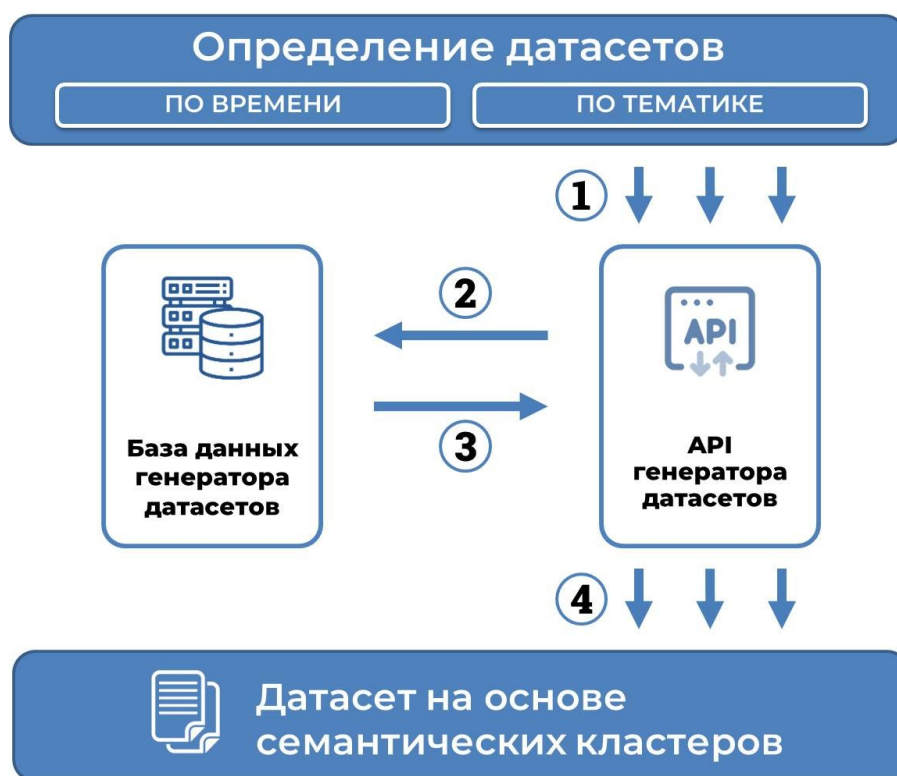 Определение датасетов
ПО ВРЕМЕНИ
ПО ТЕМАТИКЕ
1
2
API
3
База данных
генератора
датасетов
API
генератора
датасетов
4
Датасет на основе
семантических кластеров